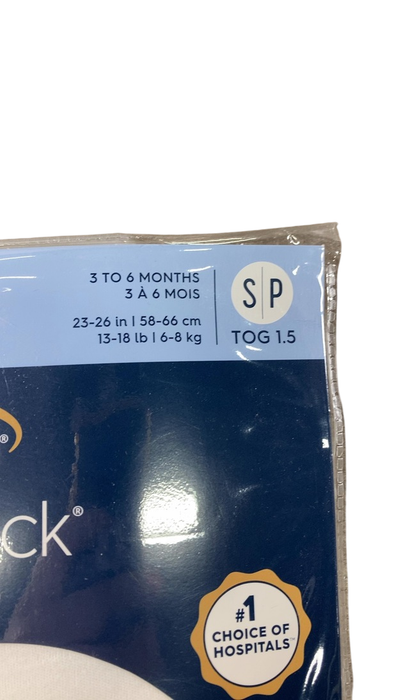 3 TO 6 MONTHS
3 À 6 MOIS
23-26 in | 58-66 cm
13-18 lb | 6-8 kg
S|P
TOG 1.5
®
ck®
#1
CHOICE OF
HOSPITALS™